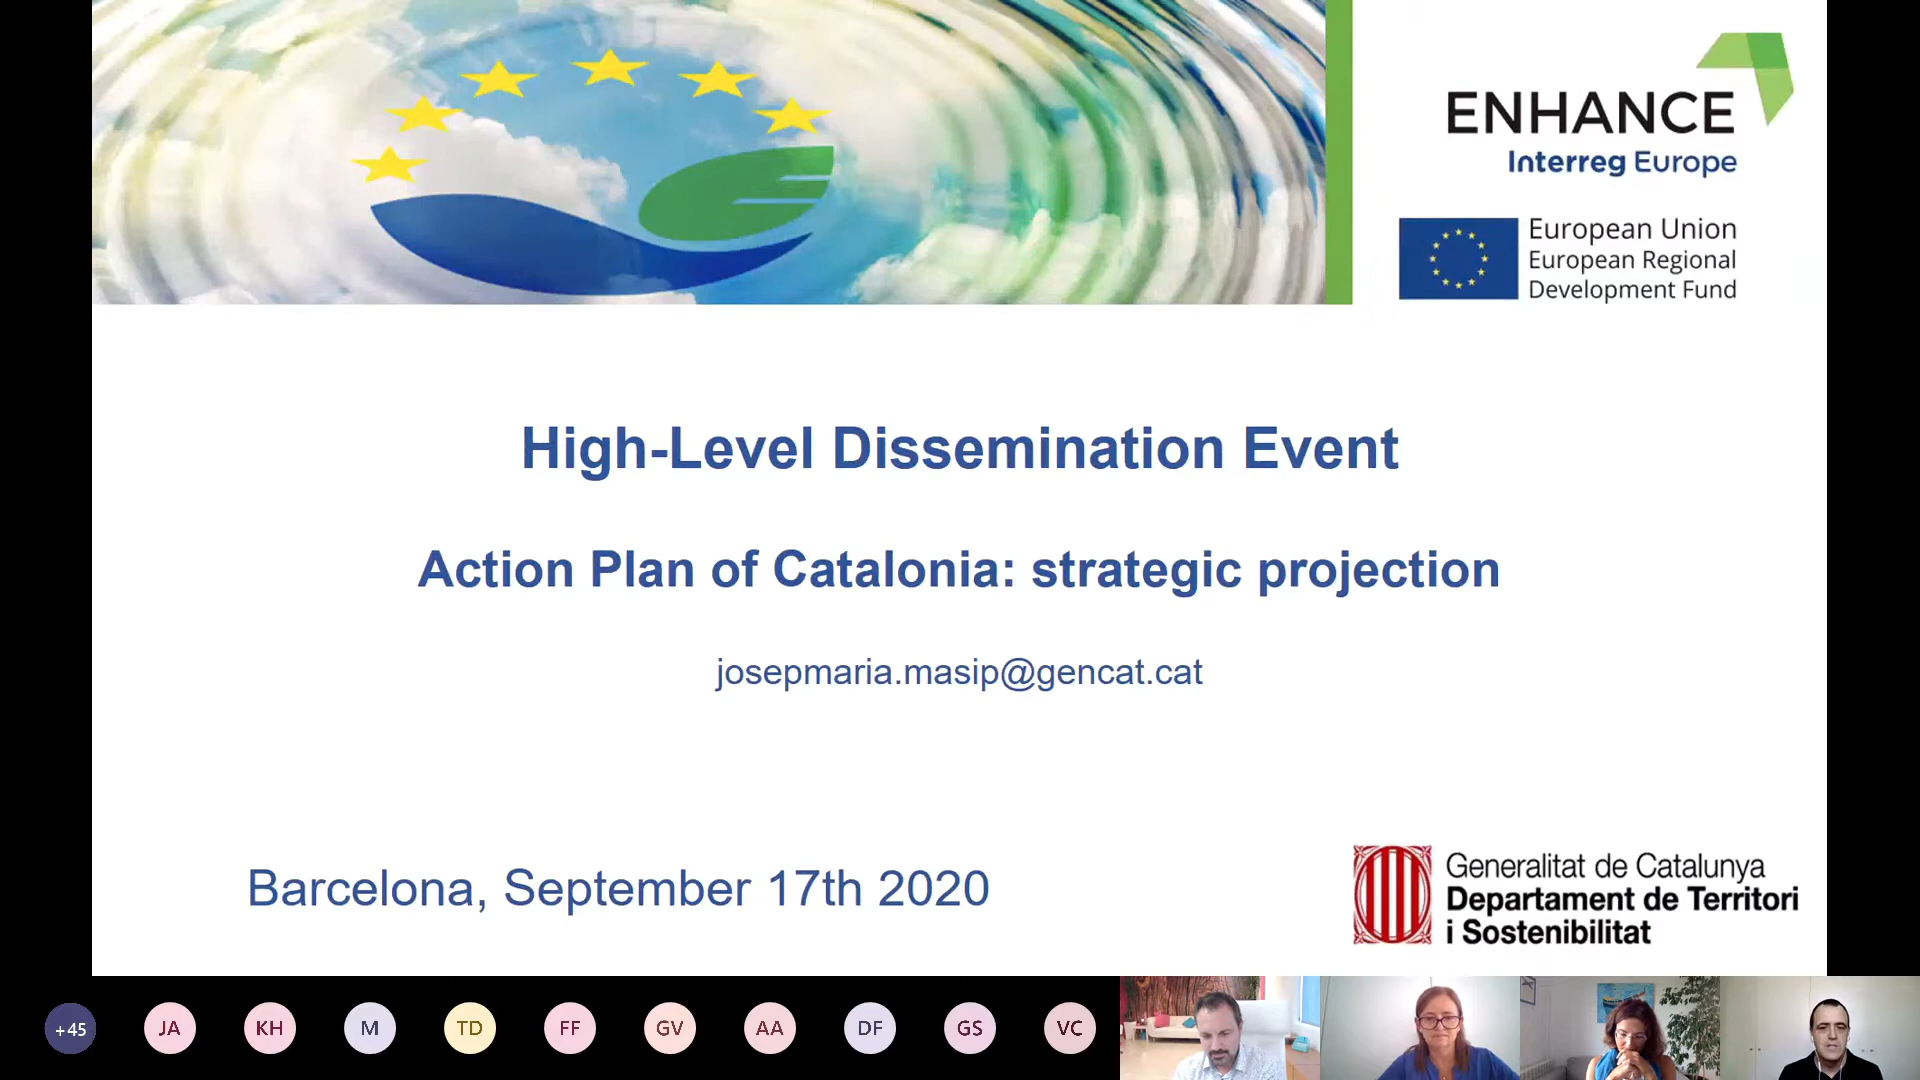 ENHANCE
Interreg Europe
European Union
European Regional
Development Fund
High-Level Dissemination Event
Action Plan of Catalonia: strategic projection
josepmaria.masip@gencat.cat
Barcelona, September 17th 2020
Generalitat de Catalunya
Departament de Territori
i Sostenibilitat
+45 JA KH M TD FF GV AA DF GS VC